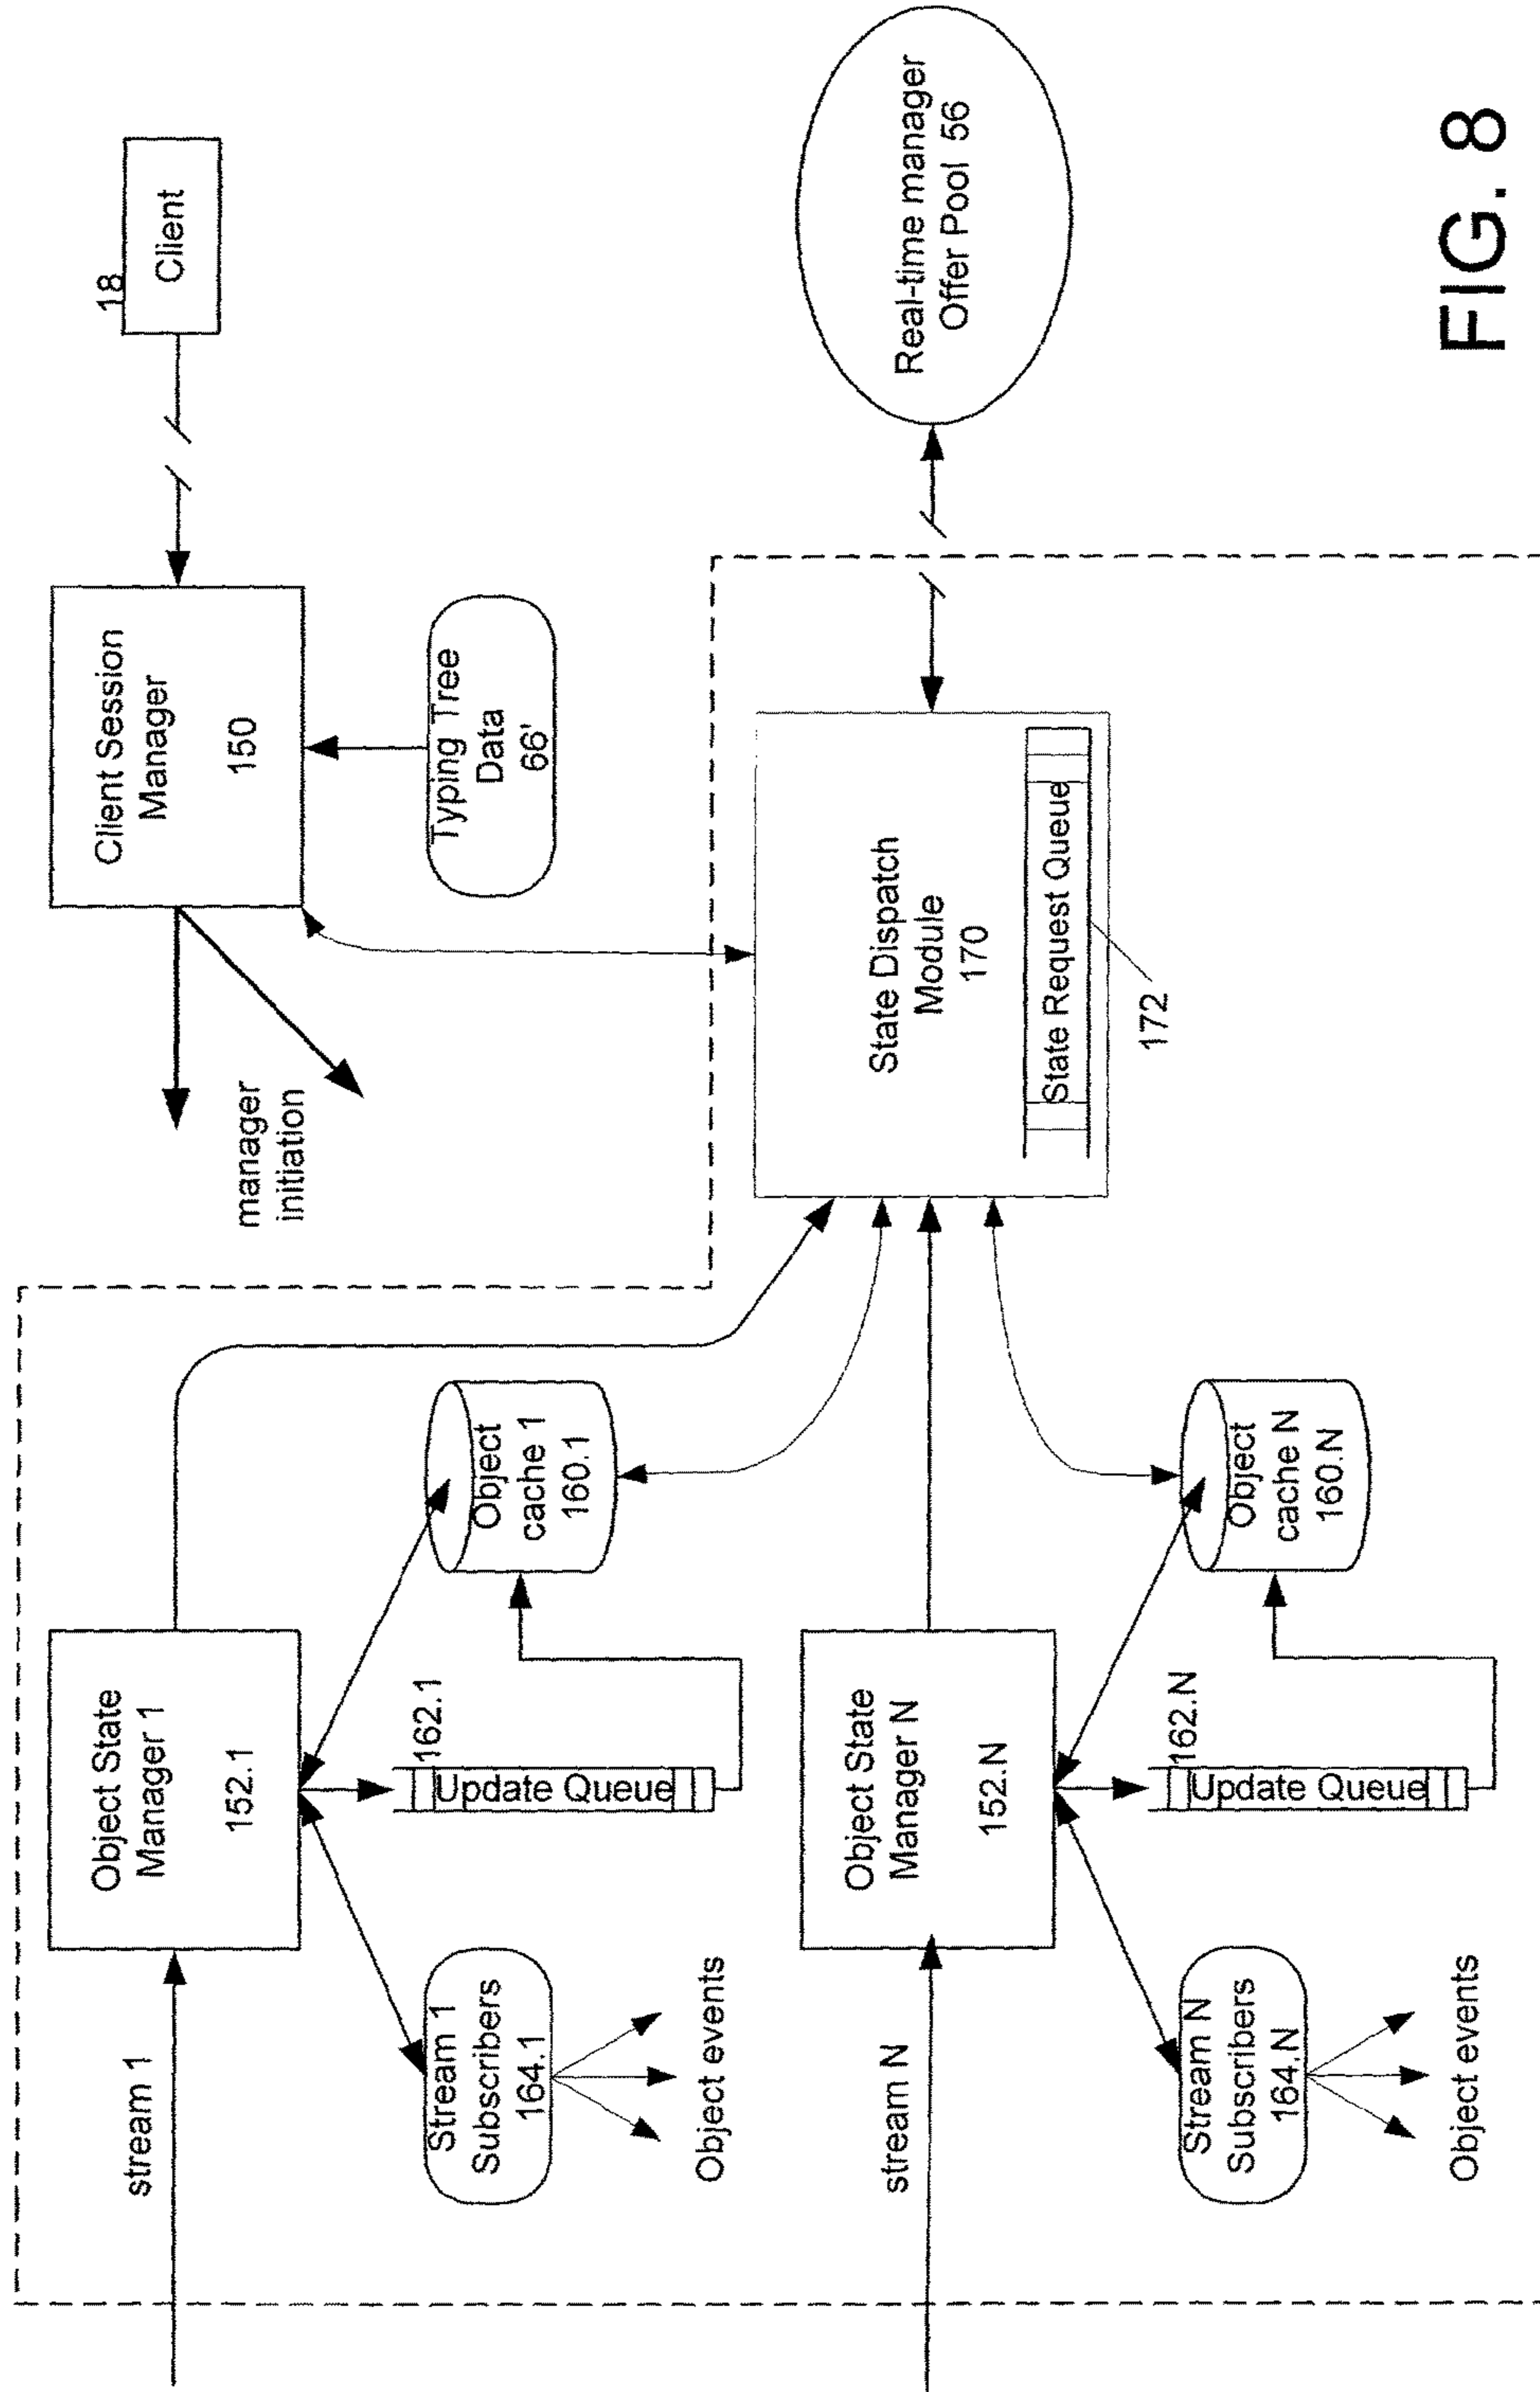 stream 1
Object State
Manager 1
152.1
Stream 1
Subscribers
164.1
Object events
162.1
Update Queue
Object
cache 1
160.1
manager
initiation
Client Session
Manager
150
Typing Tree
Data
66'
18
Client
stream N
Object State
Manager N
152.N
Stream N
Subscribers
164.N
Object events
162.N
Update Queue
Object
cache N
160.N
State Dispatch
Module
170
State Request Queue
172
Real-time manager
Offer Pool 56
FIG. 8